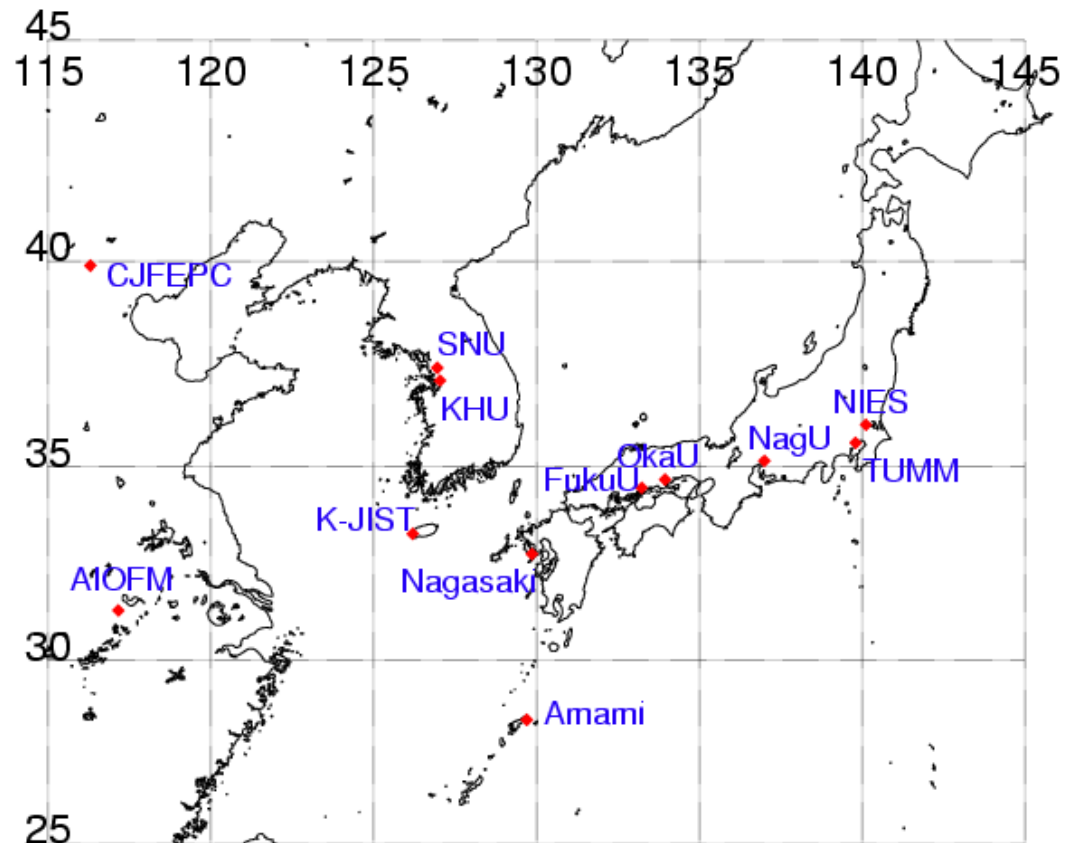 45
115 120 125 130 135 140 145
40
CJFEPC
SNU
KHU
NIES
NagU
OkaU
TUMM
35
FukuU
K-JIST
AIOFM
Nagasaki
30
Amami
25